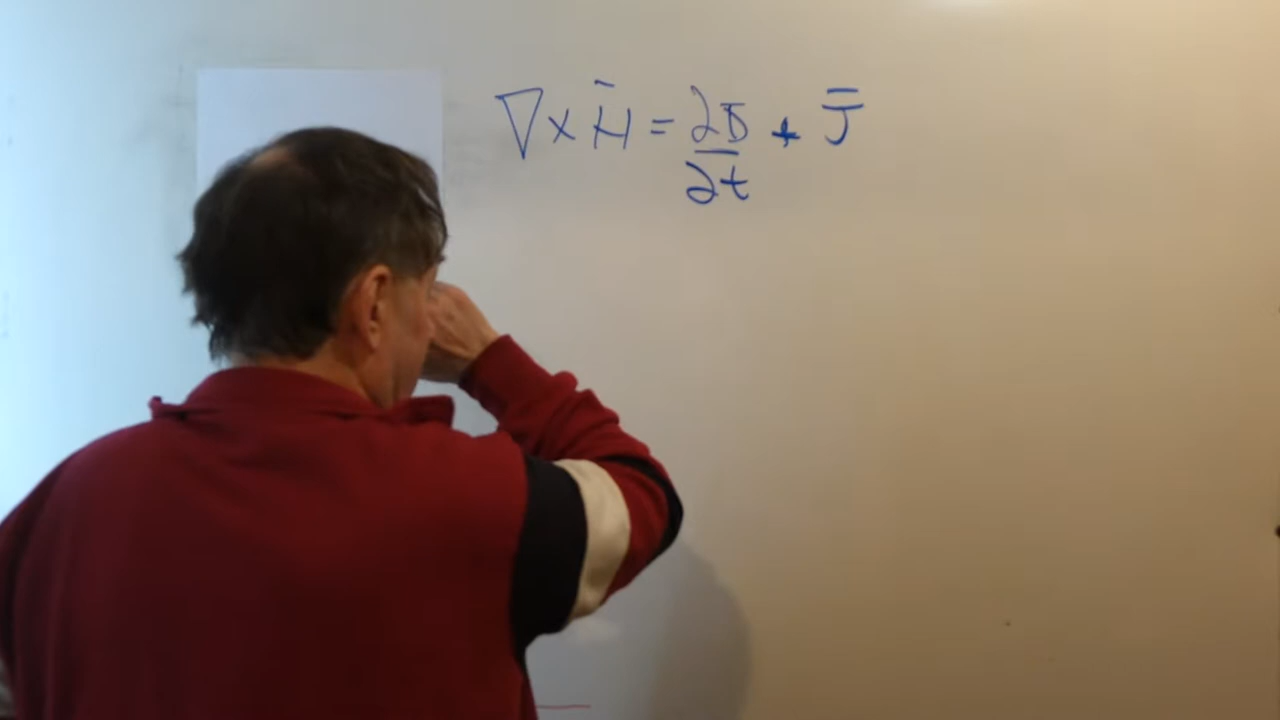 ∇ × H̄ = ∂D̄/∂t + J̄